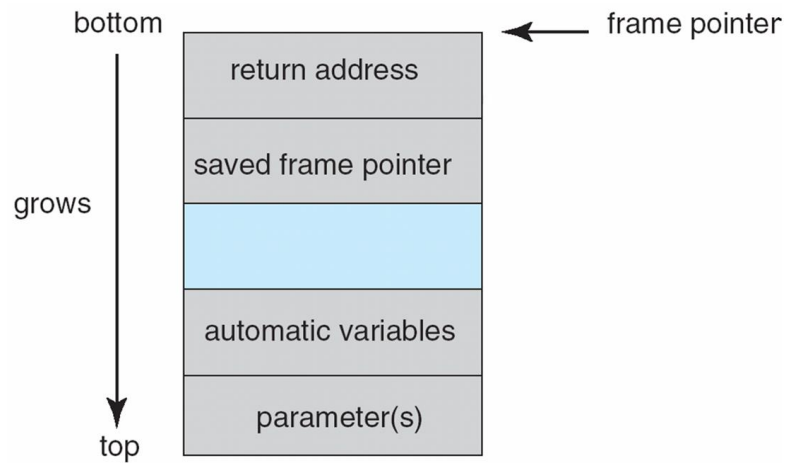 bottom
frame pointer
return address
saved frame pointer
grows
automatic variables
parameter(s)
top